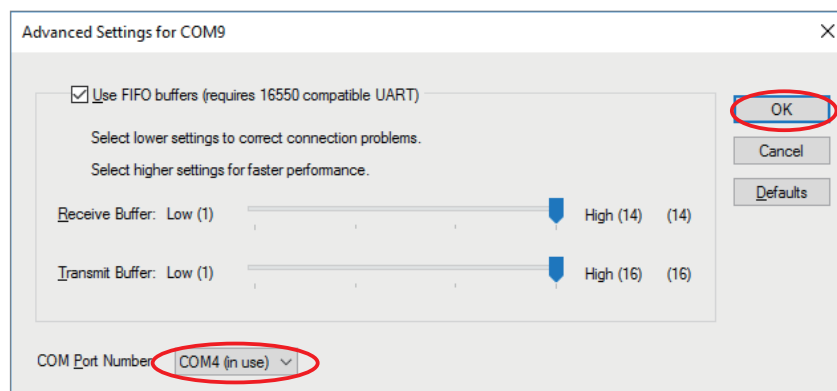 Advanced Settings for COM9
Use FIFO buffers (requires 16550 compatible UART)
OK
Select lower settings to correct connection problems.
Cancel
Select higher settings for faster performance.
Defaults
Receive Buffer: Low (1) High (14) (14)
Transmit Buffer: Low (1) High (16) (16)
COM Port Number COM4 (in use)